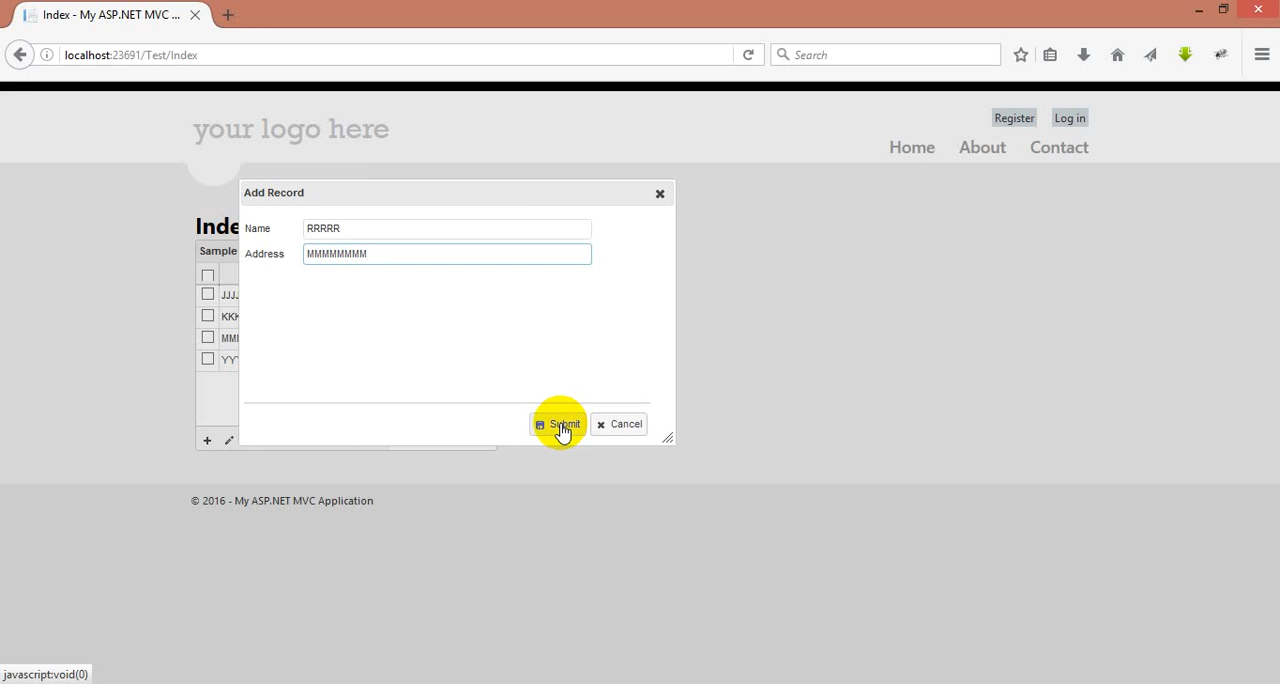 Index - My ASP.NET MVC ...
localhost:23691/Test/Index
Search
your logo here
Register Log in
Home About Contact
Add Record
Inde
Name RRRRR
Address MMMMMMMM
Sample
JJJJ
KKK
MM
YY
Submit Cancel
© 2016 - My ASP.NET MVC Application
javascript:void(0)